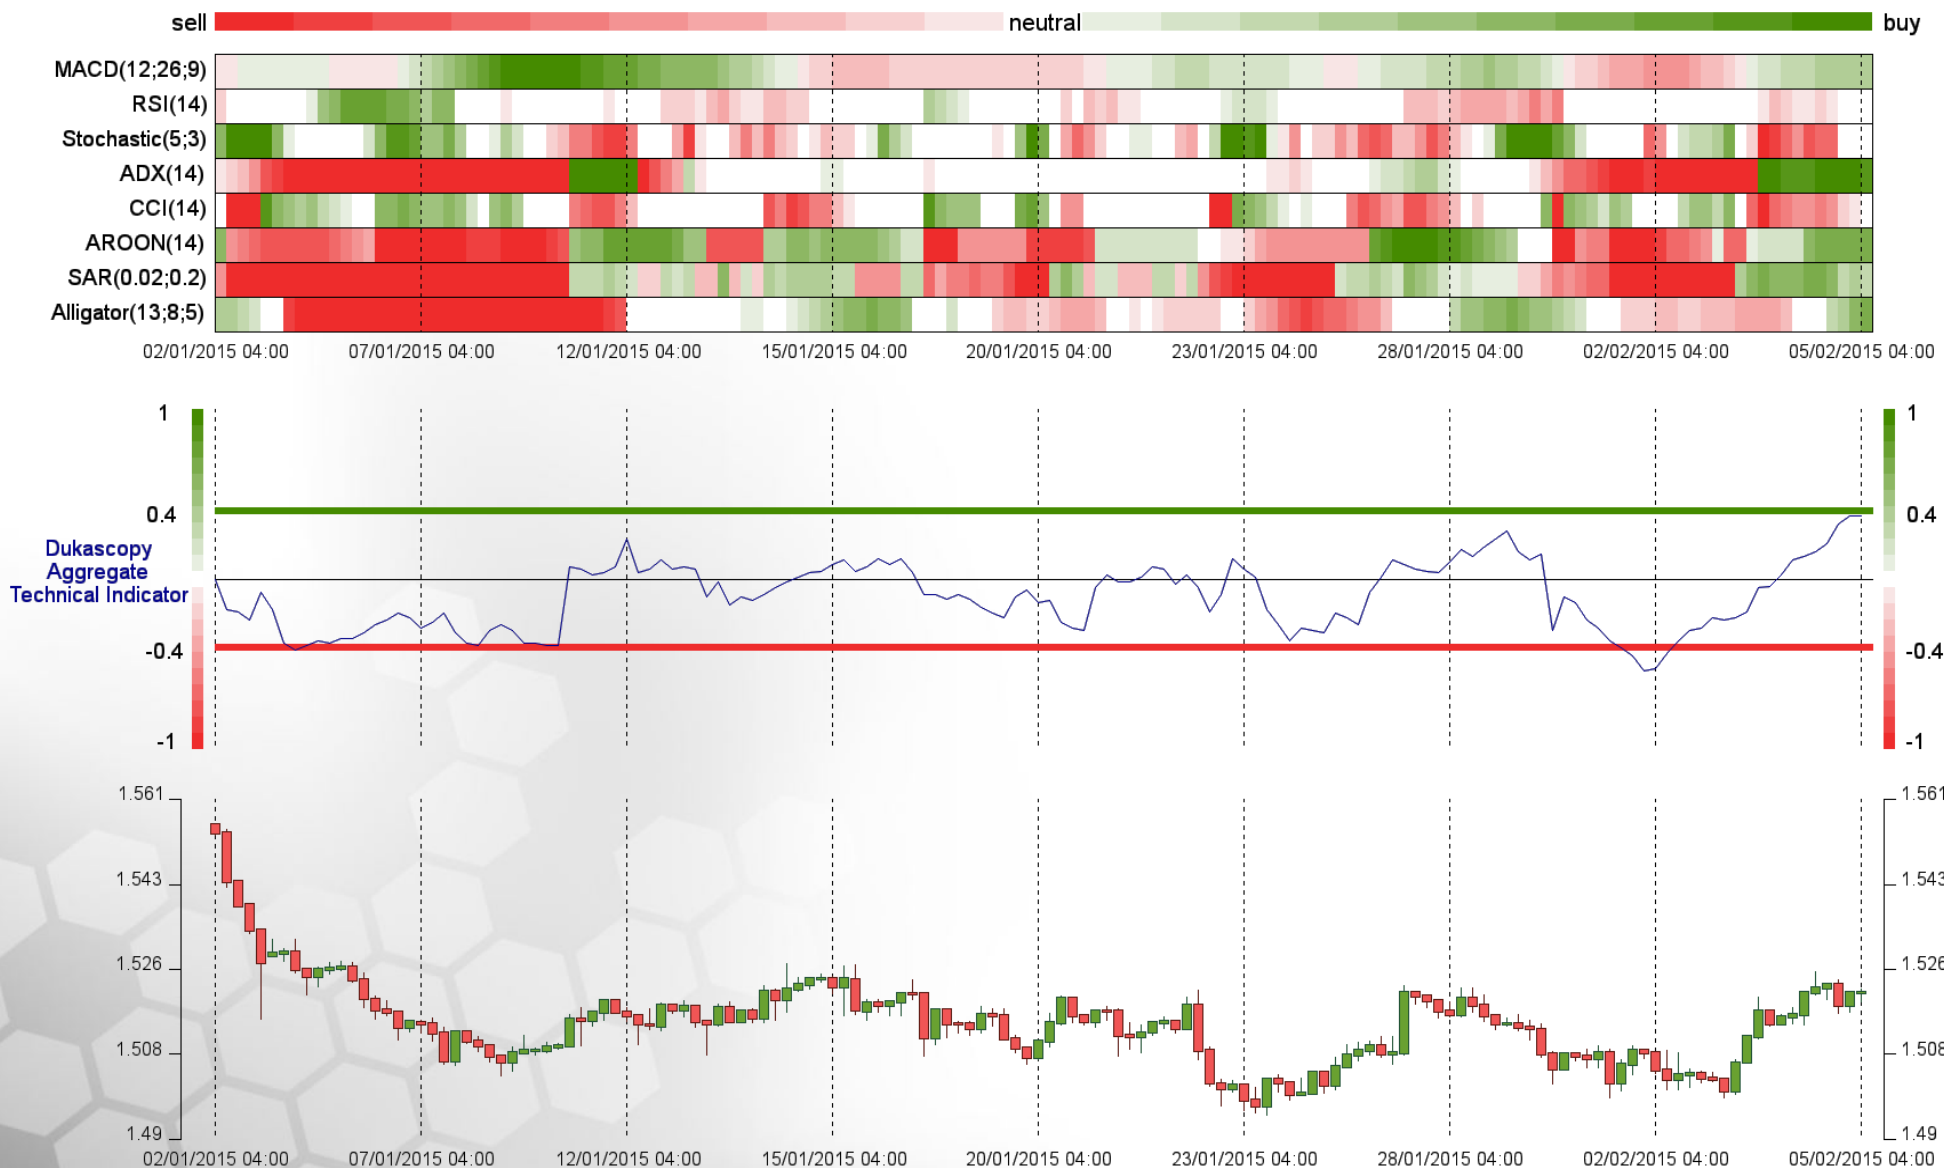 sell neutral buy
MACD(12;26;9)
RSI(14)
Stochastic(5;3)
ADX(14)
CCI(14)
AROON(14)
SAR(0.02;0.2)
Alligator(13;8;5)
02/01/2015 04:00 07/01/2015 04:00 12/01/2015 04:00 15/01/2015 04:00 20/01/2015 04:00 23/01/2015 04:00 28/01/2015 04:00 02/02/2015 04:00 05/02/2015 04:00
1 1
0.4 0.4
Dukascopy
Aggregate
Technical Indicator
-0.4 -0.4
-1 -1
1.561 1.561
1.543 1.543
1.526 1.526
1.508 1.508
1.49 1.49
02/01/2015 04:00 07/01/2015 04:00 12/01/2015 04:00 15/01/2015 04:00 20/01/2015 04:00 23/01/2015 04:00 28/01/2015 04:00 02/02/2015 04:00 05/02/2015 04:00